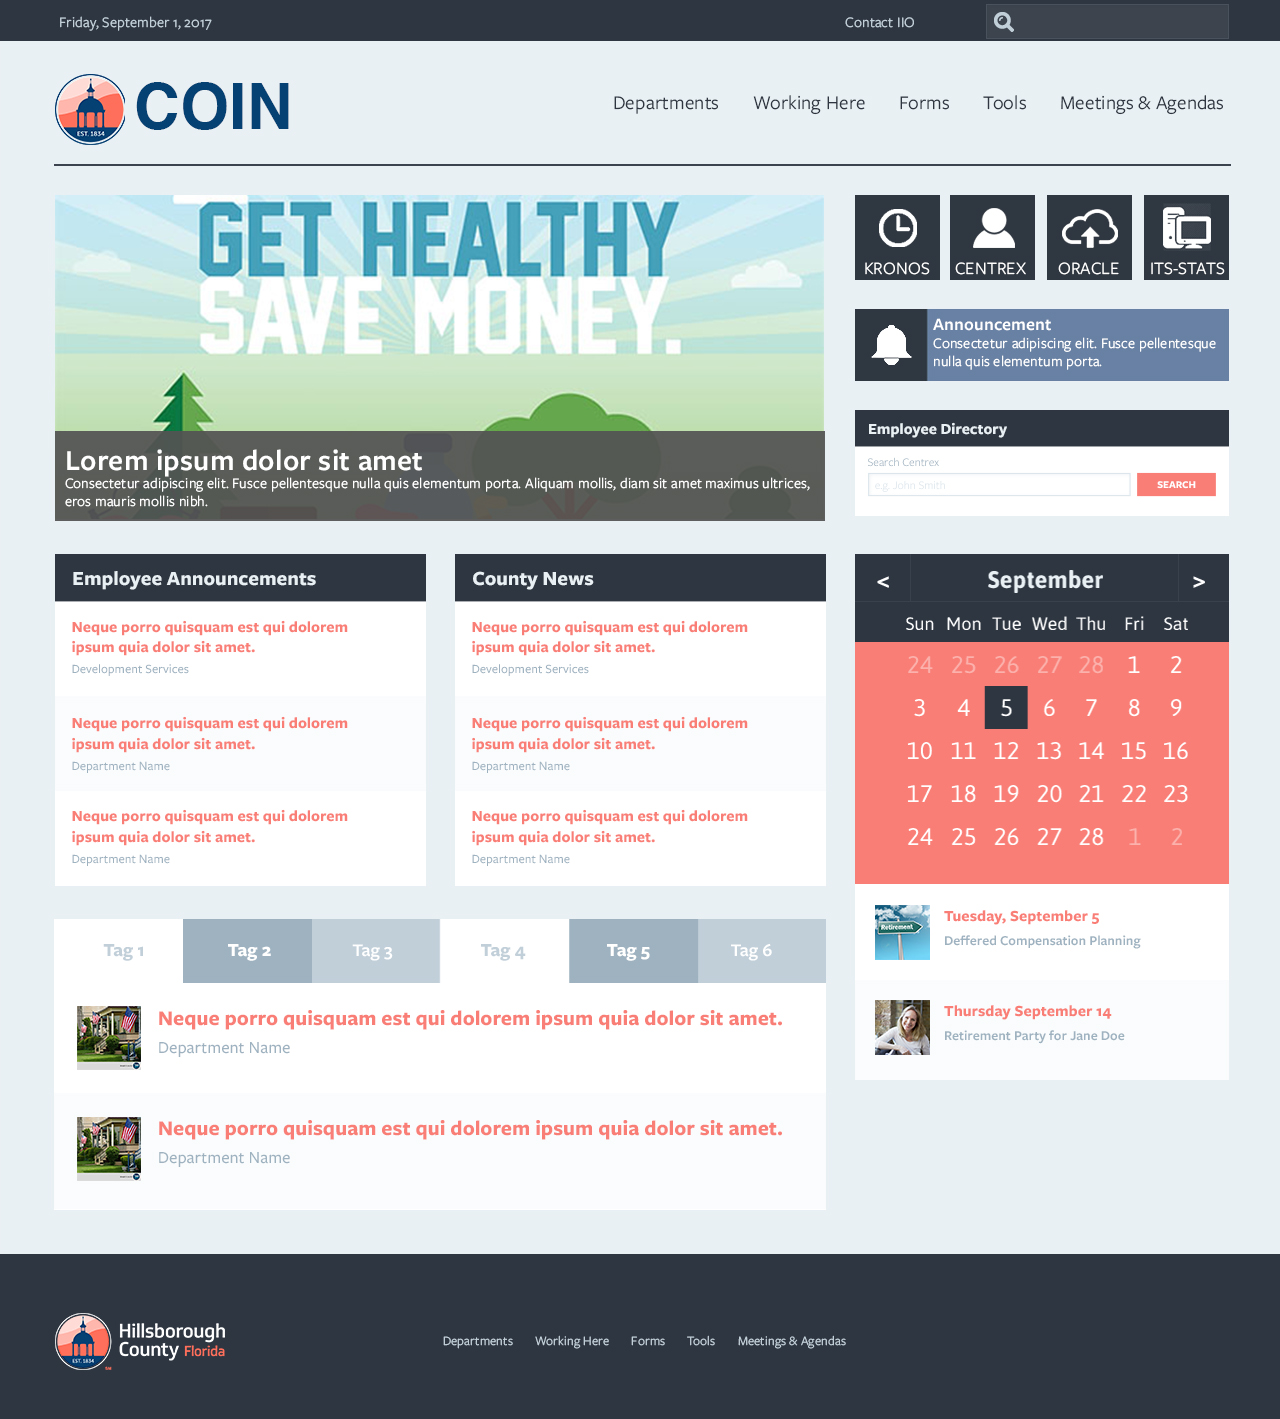 Friday, September 1, 2017
Contact IIO
EST. 1834
COIN
Departments
Working Here
Forms
Tools
Meetings & Agendas
GET HEALTHY
SAVE MONEY.
Lorem ipsum dolor sit amet
Consectetur adipiscing elit. Fusce pellentesque nulla quis elementum porta. Aliquam mollis, diam sit amet maximus ultrices,
eros mauris mollis nibh.
KRONOS
CENTREX
ORACLE
ITS-STATS
Announcement
Consectetur adipiscing elit. Fusce pellentesque
nulla quis elementum porta.
Employee Directory
Search Centrex
e.g. John Smith
SEARCH
Employee Announcements
Neque porro quisquam est qui dolorem
ipsum quia dolor sit amet.
Development Services
Neque porro quisquam est qui dolorem
ipsum quia dolor sit amet.
Department Name
Neque porro quisquam est qui dolorem
ipsum quia dolor sit amet.
Department Name
County News
Neque porro quisquam est qui dolorem
ipsum quia dolor sit amet.
Development Services
Neque porro quisquam est qui dolorem
ipsum quia dolor sit amet.
Department Name
Neque porro quisquam est qui dolorem
ipsum quia dolor sit amet.
Department Name
< September >
Sun Mon Tue Wed Thu Fri Sat
24 25 26 27 28 1 2
3 4 5 6 7 8 9
10 11 12 13 14 15 16
17 18 19 20 21 22 23
24 25 26 27 28 1 2
Retirement
Tuesday, September 5
Deffered Compensation Planning
Thursday September 14
Retirement Party for Jane Doe
Tag 1
Tag 2
Tag 3
Tag 4
Tag 5
Tag 6
Neque porro quisquam est qui dolorem ipsum quia dolor sit amet.
Department Name
Neque porro quisquam est qui dolorem ipsum quia dolor sit amet.
Department Name
EST. 1834
Hillsborough
County Florida
Departments
Working Here
Forms
Tools
Meetings & Agendas